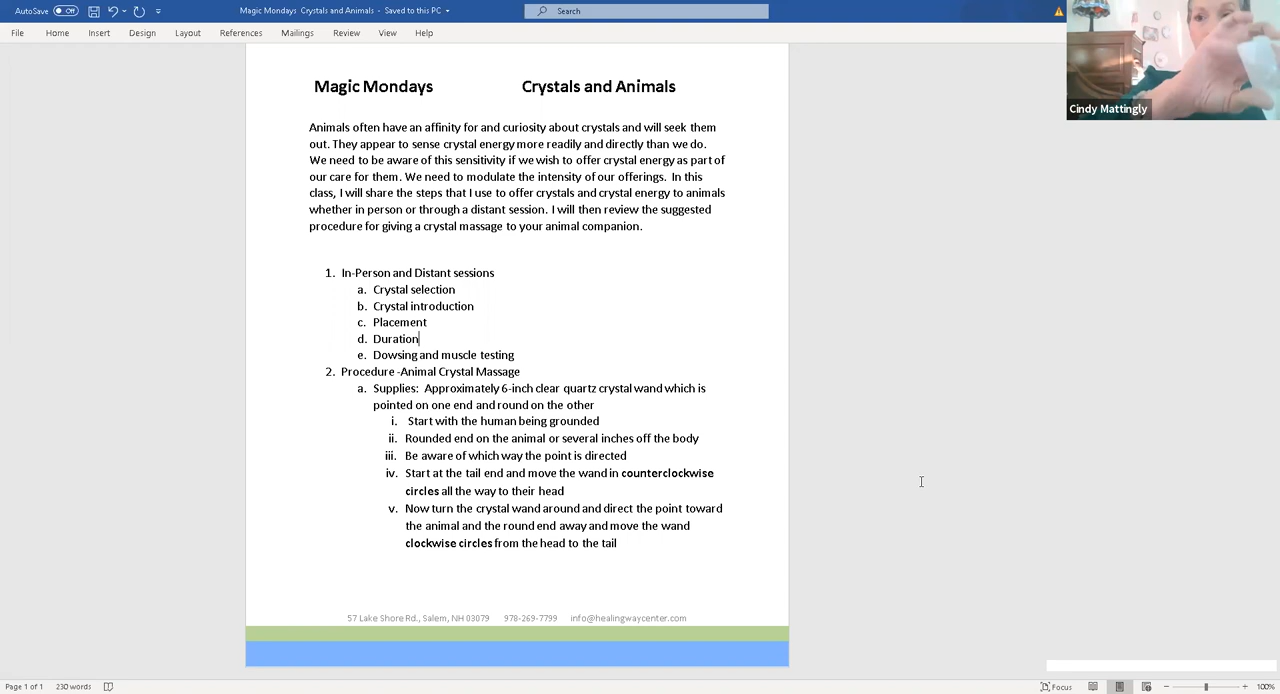 AutoSave Off Magic Mondays Crystals and Animals - Saved to this PC Search
File Home Insert Design Layout References Mailings Review View Help
Cindy Mattingly
Magic Mondays Crystals and Animals
Animals often have an affinity for and curiosity about crystals and will seek them
out. They appear to sense crystal energy more readily and directly than we do.
We need to be aware of this sensitivity if we wish to offer crystal energy as part of
our care for them. We need to modulate the intensity of our offerings. In this
class, I will share the steps that I use to offer crystals and crystal energy to animals
whether in person or through a distant session. I will then review the suggested
procedure for giving a crystal massage to your animal companion.
1. In-Person and Distant sessions
a. Crystal selection
b. Crystal introduction
c. Placement
d. Duration
e. Dowsing and muscle testing
2. Procedure -Animal Crystal Massage
a. Supplies: Approximately 6-inch clear quartz crystal wand which is
pointed on one end and round on the other
i. Start with the human being grounded
ii. Rounded end on the animal or several inches off the body
iii. Be aware of which way the point is directed
iv. Start at the tail end and move the wand in counterclockwise
circles all the way to their head
v. Now turn the crystal wand around and direct the point toward
the animal and the round end away and move the wand
clockwise circles from the head to the tail
57 Lake Shore Rd., Salem, NH 03079 978-269-7799 info@healingwaycenter.com
Page 1 of 1 230 words Focus 100%